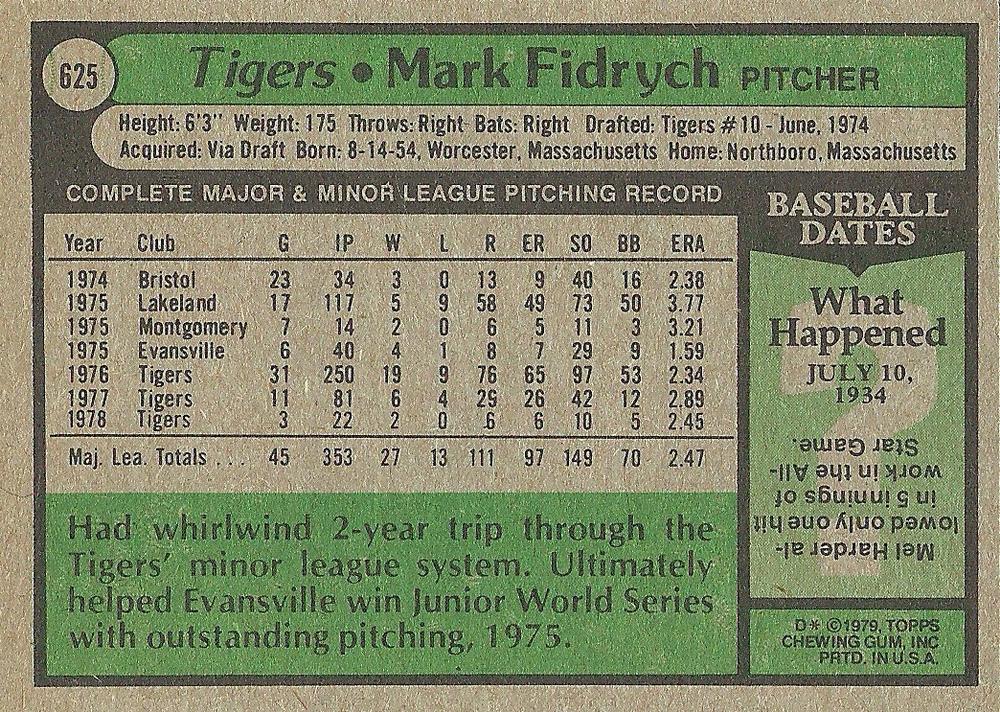 625
Tigers • Mark Fidrych PITCHER
Height: 6'3" Weight: 175 Throws: Right Bats: Right Drafted: Tigers #10 - June, 1974
Acquired: Via Draft Born: 8-14-54, Worcester, Massachusetts Home: Northboro, Massachusetts
COMPLETE MAJOR & MINOR LEAGUE PITCHING RECORD
Year Club G IP W L R ER SO BB ERA
1974 Bristol 23 34 3 0 13 9 40 16 2.38
1975 Lakeland 17 117 5 9 58 49 73 50 3.77
1975 Montgomery 7 14 2 0 6 5 11 3 3.21
1975 Evansville 6 40 4 1 8 7 29 9 1.59
1976 Tigers 31 250 19 9 76 65 97 53 2.34
1977 Tigers 11 81 6 4 29 26 42 12 2.89
1978 Tigers 3 22 2 0 6 6 10 5 2.45
Maj. Lea. Totals . . . 45 353 27 13 111 97 149 70 2.47
Had whirlwind 2-year trip through the
Tigers' minor league system. Ultimately
helped Evansville win Junior World Series
with outstanding pitching, 1975.
BASEBALL
DATES
What
Happened
JULY 10,
1934
?
Mel Harder al-
lowed only one hit
in 5 innings of
work in the All-
Star Game.
D* ©1979, TOPPS
CHEWING GUM, INC
PRTD. IN U.S.A.